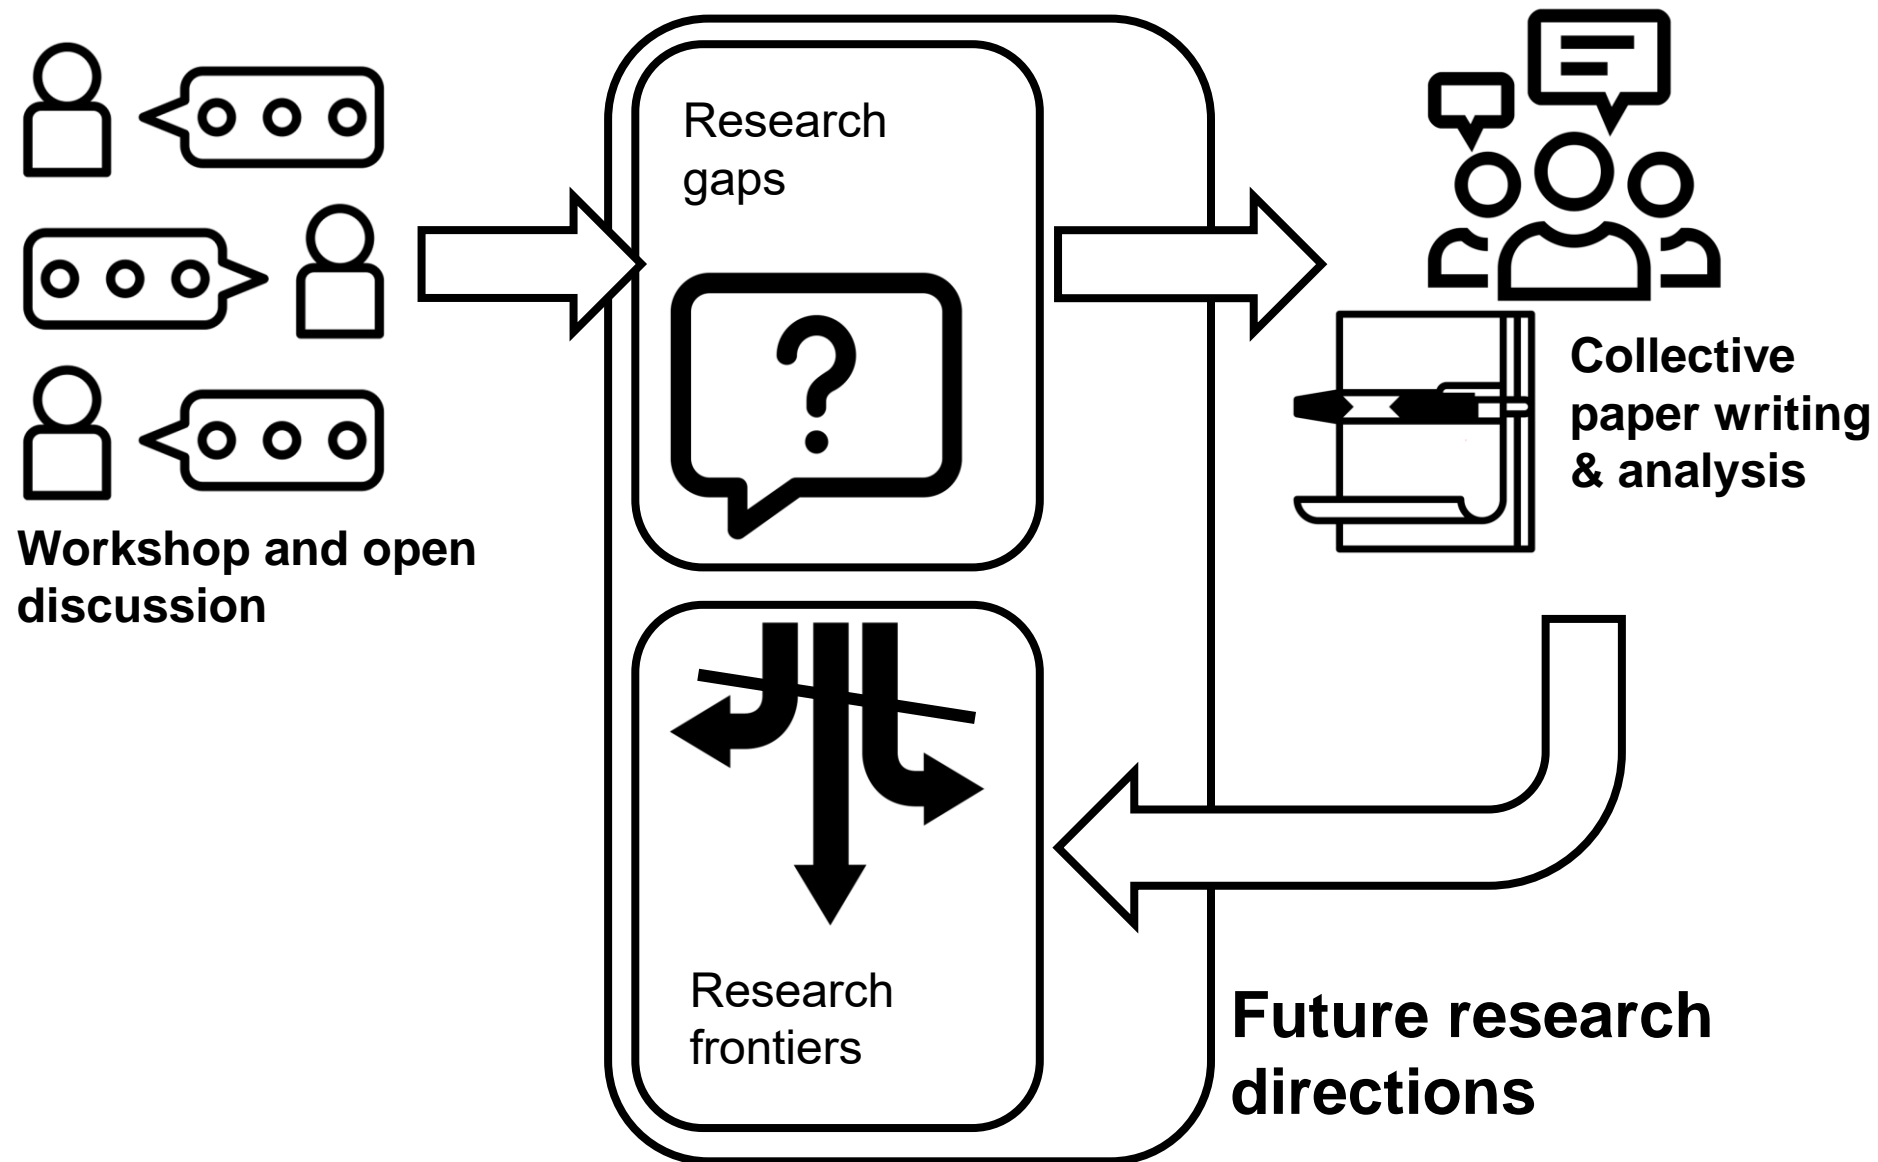 Research
gaps
Workshop and open
discussion
Collective
paper writing
& analysis
Research
frontiers
Future research
directions